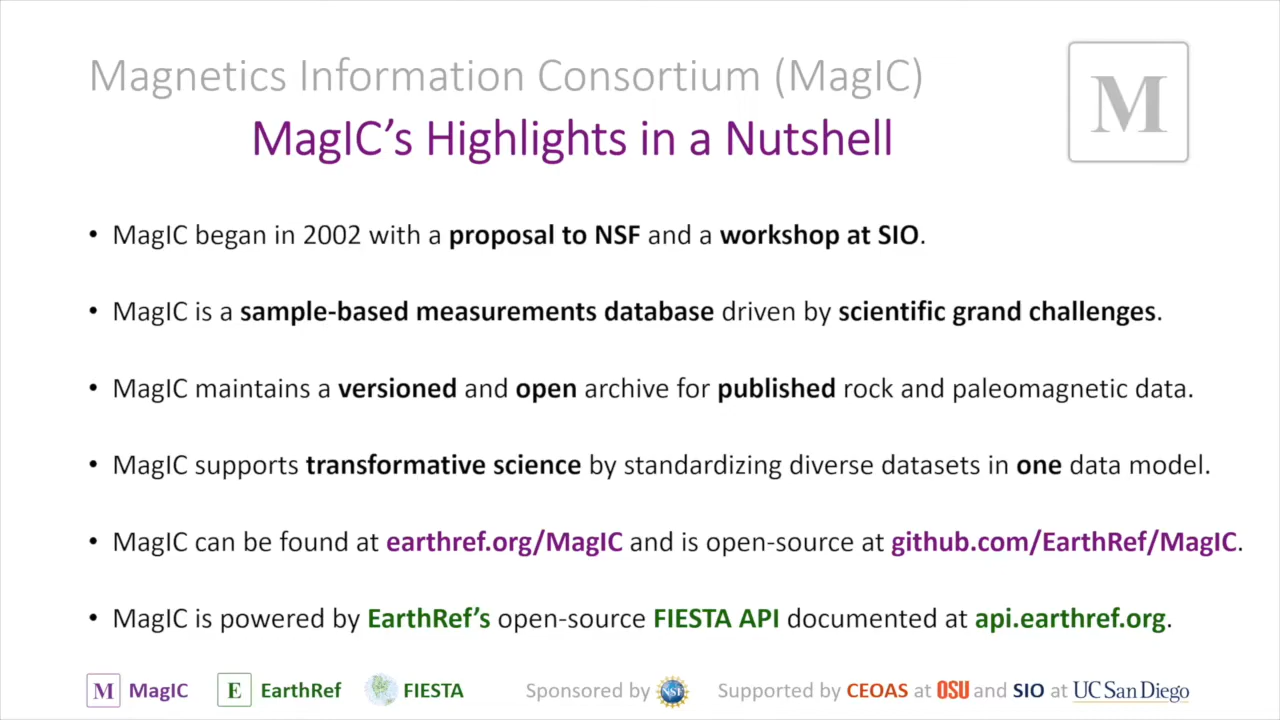 Magnetics Information Consortium (MagIC)
M
MagIC's Highlights in a Nutshell
• MagIC began in 2002 with a proposal to NSF and a workshop at SIO.
• MagIC is a sample-based measurements database driven by scientific grand challenges.
• MagIC maintains a versioned and open archive for published rock and paleomagnetic data.
• MagIC supports transformative science by standardizing diverse datasets in one data model.
• MagIC can be found at earthref.org/MagIC and is open-source at github.com/EarthRef/MagIC.
• MagIC is powered by EarthRef's open-source FIESTA API documented at api.earthref.org.
M MagIC E EarthRef FIESTA Sponsored by NSF Supported by CEOAS at OSU and SIO at UC San Diego